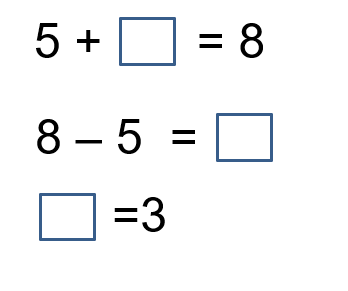 5 + □ = 8
8 – 5 = □
□ =3